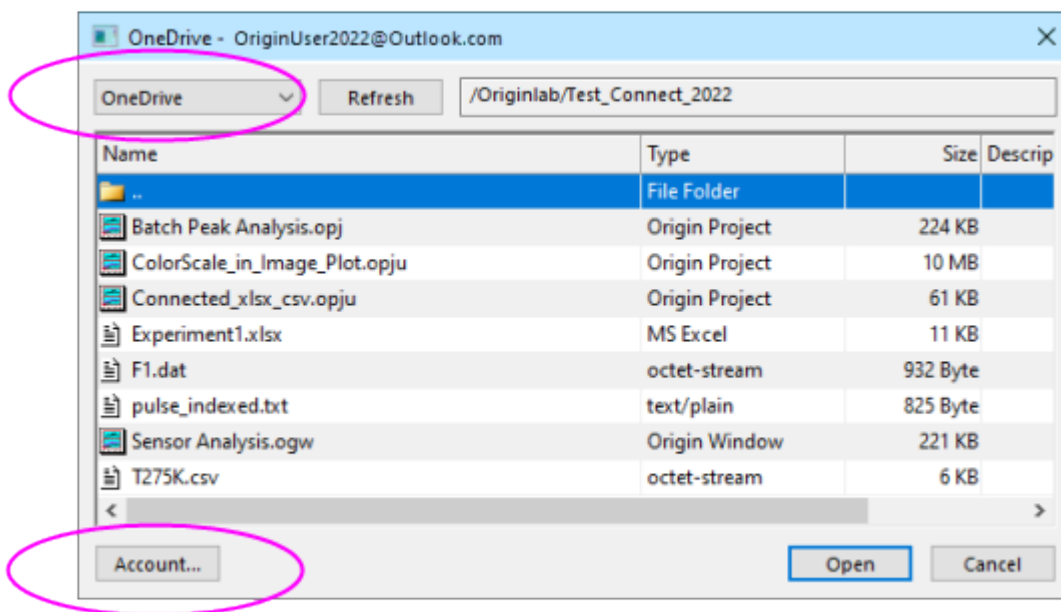 OneDrive - OriginUser2022@Outlook.com
OneDrive Refresh /Originlab/Test_Connect_2022
Name Type Size Descrip
.. File Folder
Batch Peak Analysis.opj Origin Project 224 KB
ColorScale_in_Image_Plot.opju Origin Project 10 MB
Connected_xlsx_csv.opju Origin Project 61 KB
Experiment1.xlsx MS Excel 11 KB
F1.dat octet-stream 932 Byte
pulse_indexed.txt text/plain 825 Byte
Sensor Analysis.ogw Origin Window 221 KB
T275K.csv octet-stream 6 KB
Account... Open Cancel